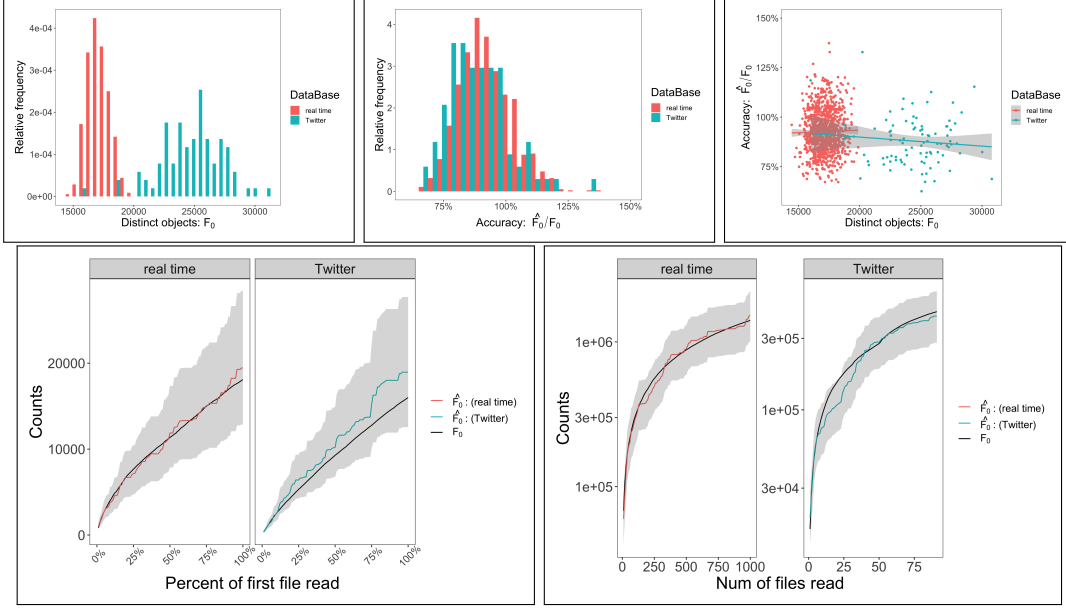 4e-04
3e-04
2e-04
1e-04
0e+00
Relative frequency
15000 20000 25000 30000
Distinct objects: F₀
DataBase
real time
Twitter
4
3
2
1
0
Relative frequency
75% 100% 125% 150%
Accuracy: F̂₀/F₀
DataBase
real time
Twitter
150%
125%
100%
75%
Accuracy: F̂₀/F₀
15000 20000 25000 30000
Distinct objects: F₀
DataBase
real time
Twitter
real time Twitter
20000
10000
0
Counts
0% 25% 50% 75% 100% 0% 25% 50% 75% 100%
Percent of first file read
F̂₀ : (real time)
F̂₀ : (Twitter)
F₀
real time Twitter
1e+06
3e+05
1e+05
Counts
3e+05
1e+05
3e+04
0 250 500 750 1000 0 25 50 75
Num of files read
F̂₀ : (real time)
F̂₀ : (Twitter)
F₀